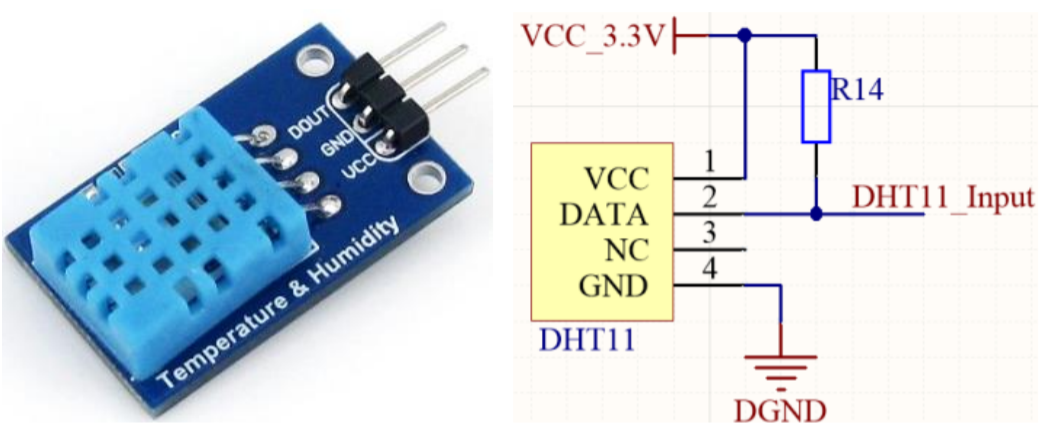 DOUT
GND
VCC
Temperature & Humidity
VCC_3.3V
R14
1
VCC
2
DATA
DHT11_Input
3
NC
4
GND
DHT11
DGND